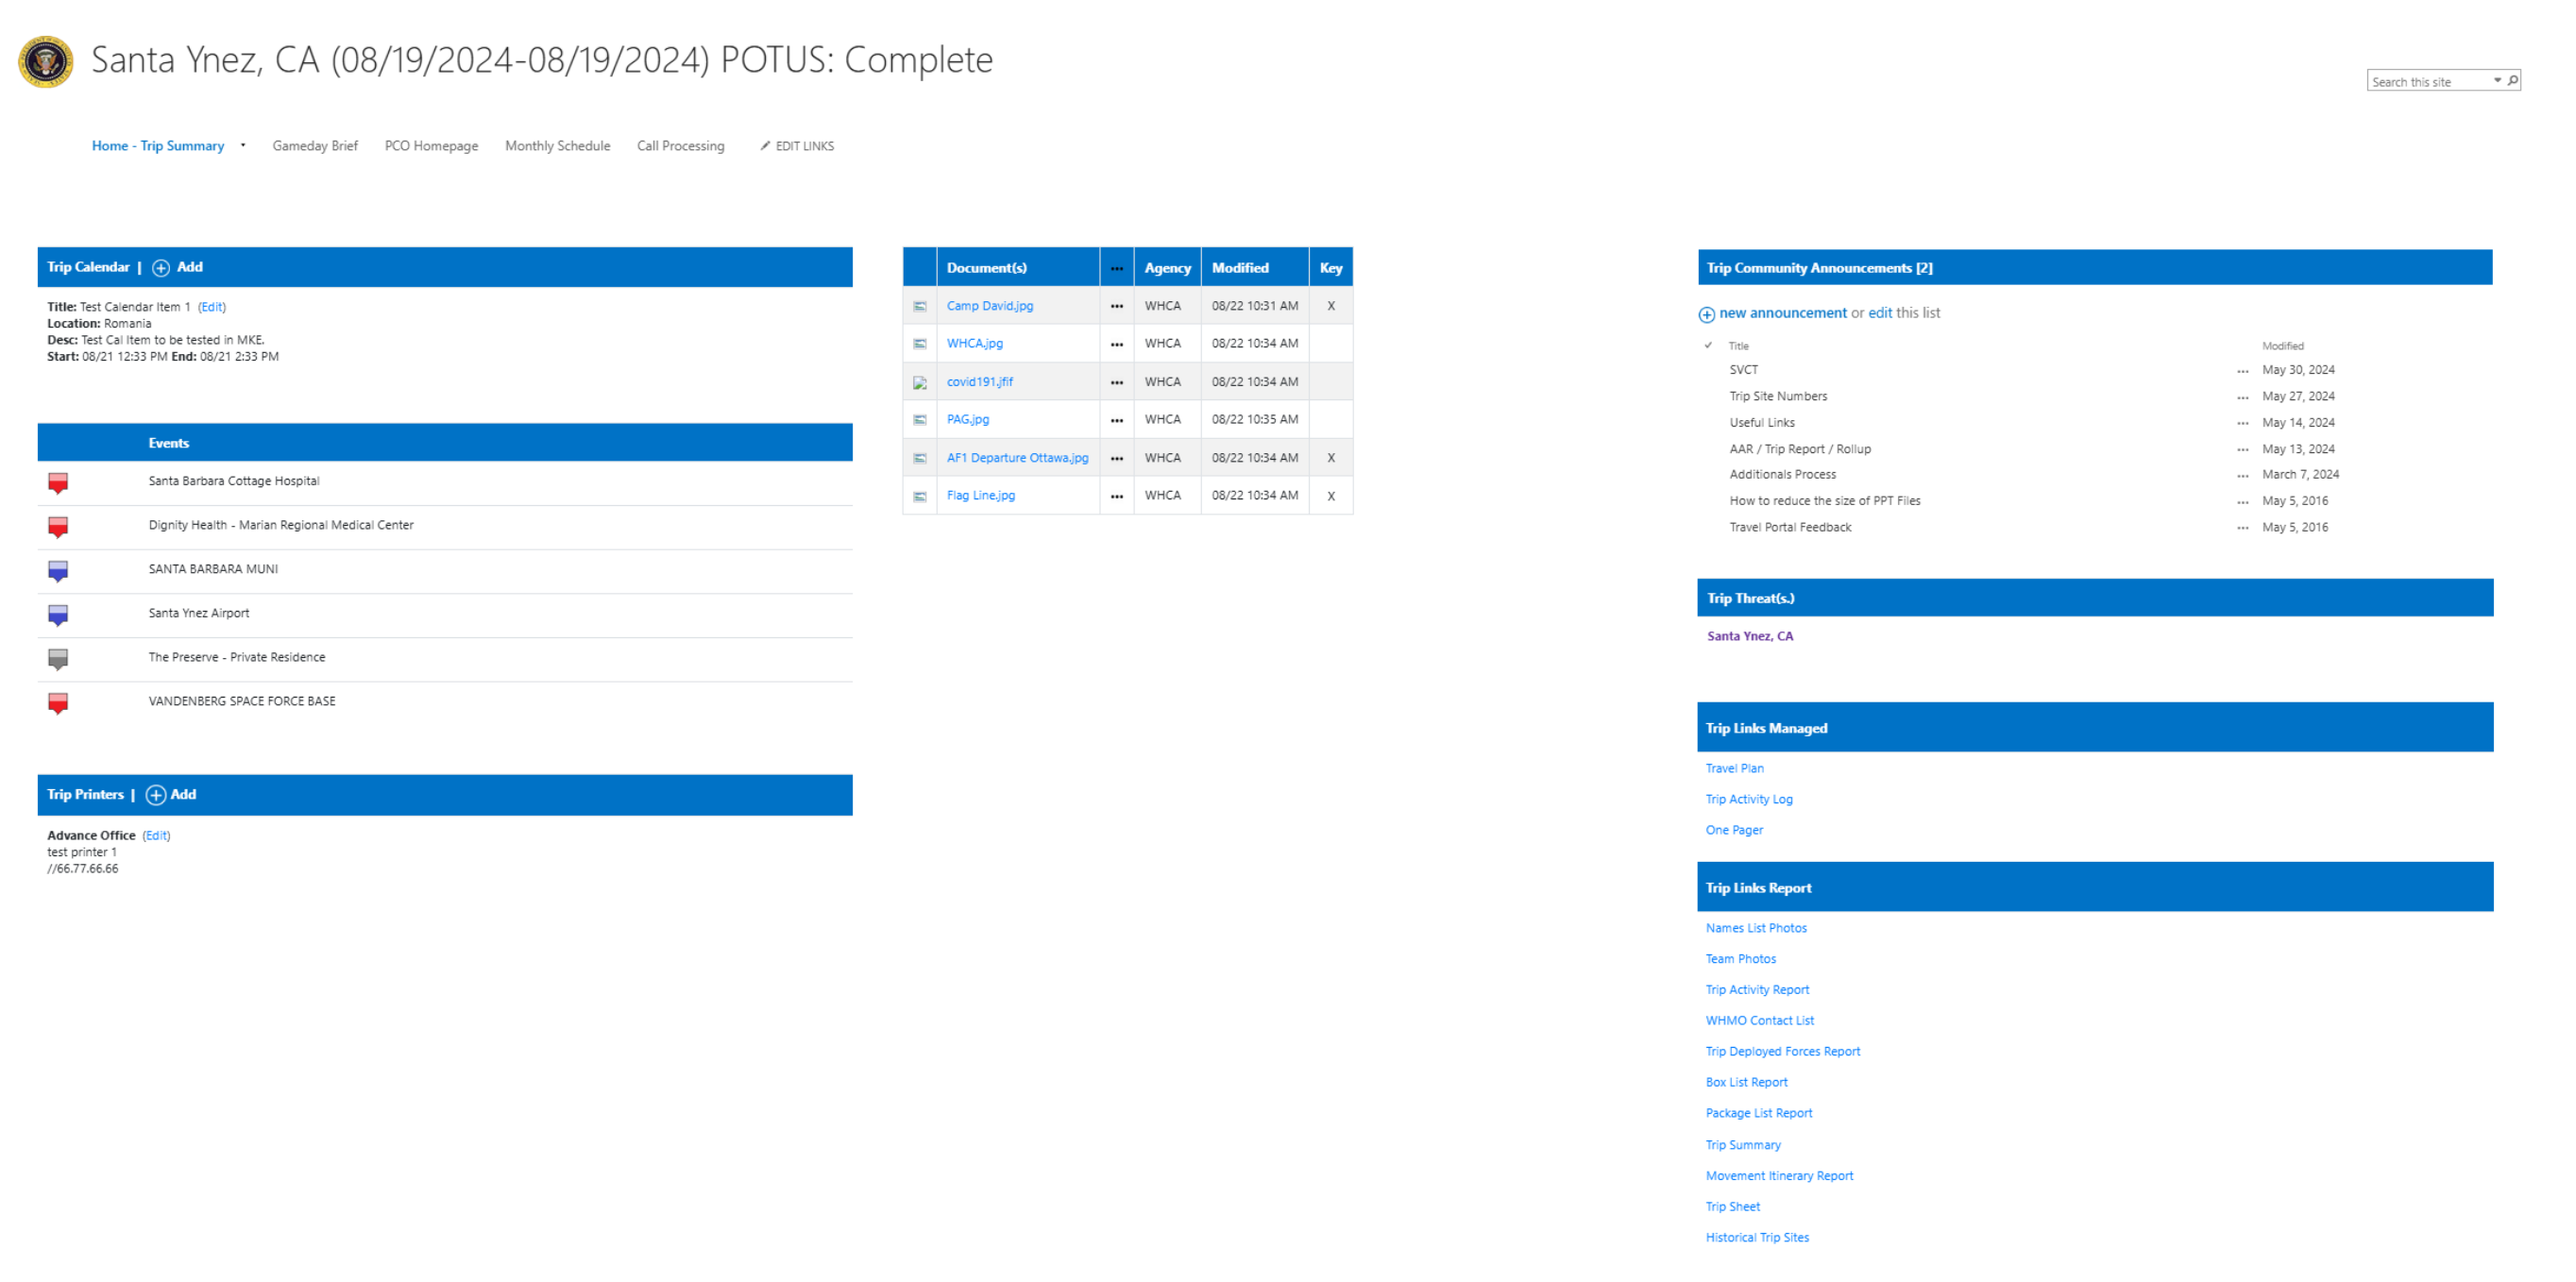 Santa Ynez, CA (08/19/2024-08/19/2024) POTUS: Complete
Search this site
Home - Trip Summary
Gameday Brief
PCO Homepage
Monthly Schedule
Call Processing
EDIT LINKS
Trip Calendar | Add
Title: Test Calendar Item 1 (Edit)
Location: Romania
Desc: Test Cal Item to be tested in MKE.
Start: 08/21 12:33 PM End: 08/21 2:33 PM
Events
Santa Barbara Cottage Hospital
Dignity Health - Marian Regional Medical Center
SANTA BARBARA MUNI
Santa Ynez Airport
The Preserve - Private Residence
VANDENBERG SPACE FORCE BASE
Trip Printers | Add
Advance Office (Edit)
test printer 1
//66.77.66.66
Document(s) ... Agency Modified Key
Camp David.jpg ... WHCA 08/22 10:31 AM X
WHCA.jpg ... WHCA 08/22 10:34 AM
covid191.jfif ... WHCA 08/22 10:34 AM
PAG.jpg ... WHCA 08/22 10:35 AM
AF1 Departure Ottawa.jpg ... WHCA 08/22 10:34 AM X
Flag Line.jpg ... WHCA 08/22 10:34 AM X
Trip Community Announcements [2]
new announcement or edit this list
Title Modified
SVCT ... May 30, 2024
Trip Site Numbers ... May 27, 2024
Useful Links ... May 14, 2024
AAR / Trip Report / Rollup ... May 13, 2024
Additionals Process ... March 7, 2024
How to reduce the size of PPT Files ... May 5, 2016
Travel Portal Feedback ... May 5, 2016
Trip Threat(s.)
Santa Ynez, CA
Trip Links Managed
Travel Plan
Trip Activity Log
One Pager
Trip Links Report
Names List Photos
Team Photos
Trip Activity Report
WHMO Contact List
Trip Deployed Forces Report
Box List Report
Package List Report
Trip Summary
Movement Itinerary Report
Trip Sheet
Historical Trip Sites